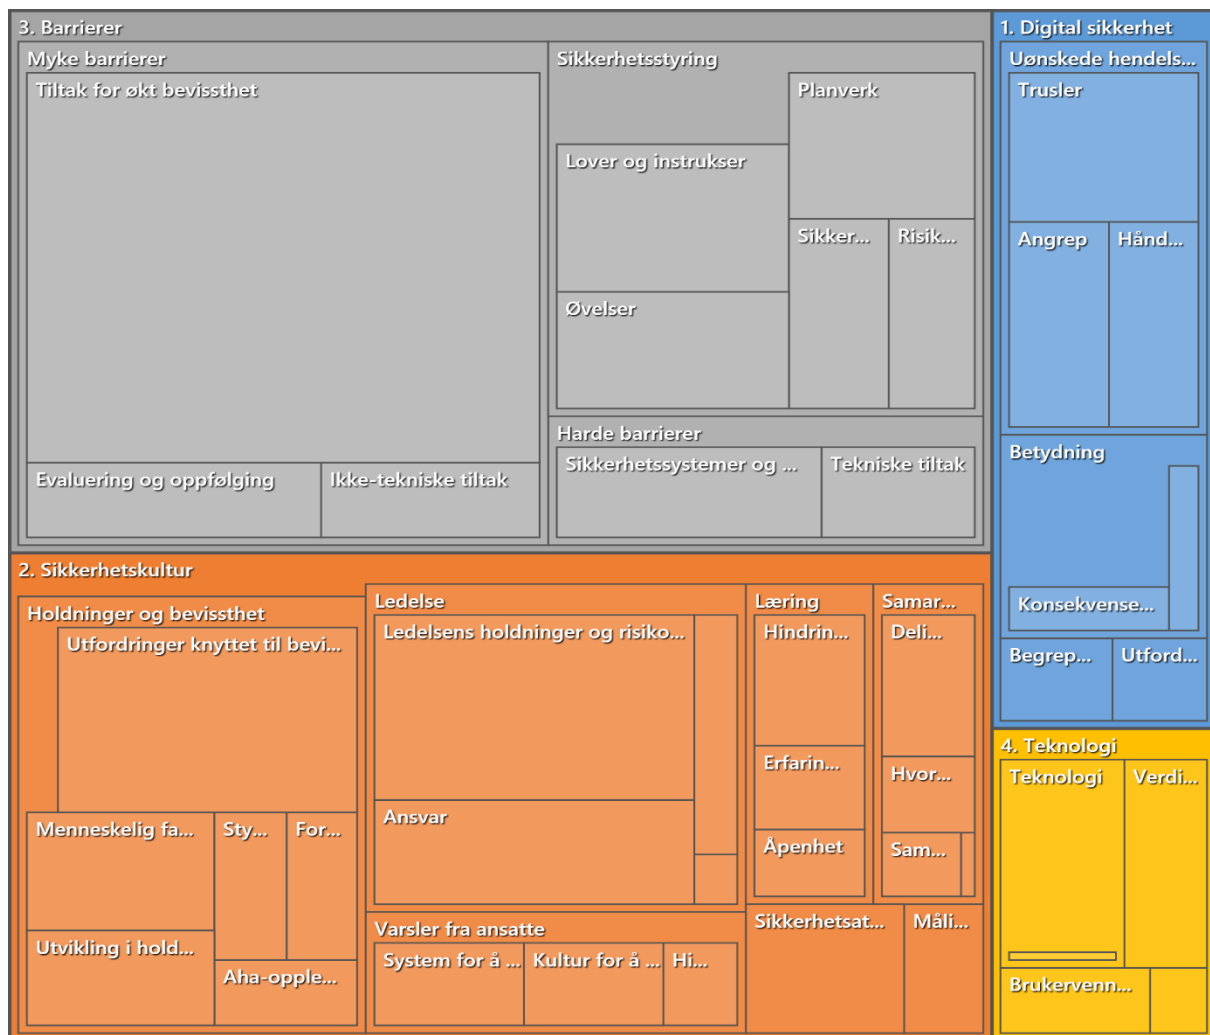 3. Barrierer
Myke barrierer
Tiltak for økt bevissthet
Evaluering og oppfølging
Ikke-tekniske tiltak
Sikkerhetsstyring
Planverk
Lover og instrukser
Sikker...
Risik...
Øvelser
Harde barrierer
Sikkerhetssystemer og ...
Tekniske tiltak
2. Sikkerhetskultur
Holdninger og bevissthet
Utfordringer knyttet til bevi...
Menneskelig fa...
Sty...
For...
Utvikling i hold...
Aha-opple...
Ledelse
Ledelsens holdninger og risiko...
Ansvar
Varsler fra ansatte
System for å ...
Kultur for å ...
Hi...
Læring
Hindrin...
Erfarin...
Åpenhet
Samar...
Deli...
Hvor...
Sam...
Sikkerhetsat...
Måli...
1. Digital sikkerhet
Uønskede hendels...
Trusler
Angrep
Hånd...
Betydning
Konsekvense...
Begrep...
Utford...
4. Teknologi
Teknologi
Verdi...
Brukervenn...